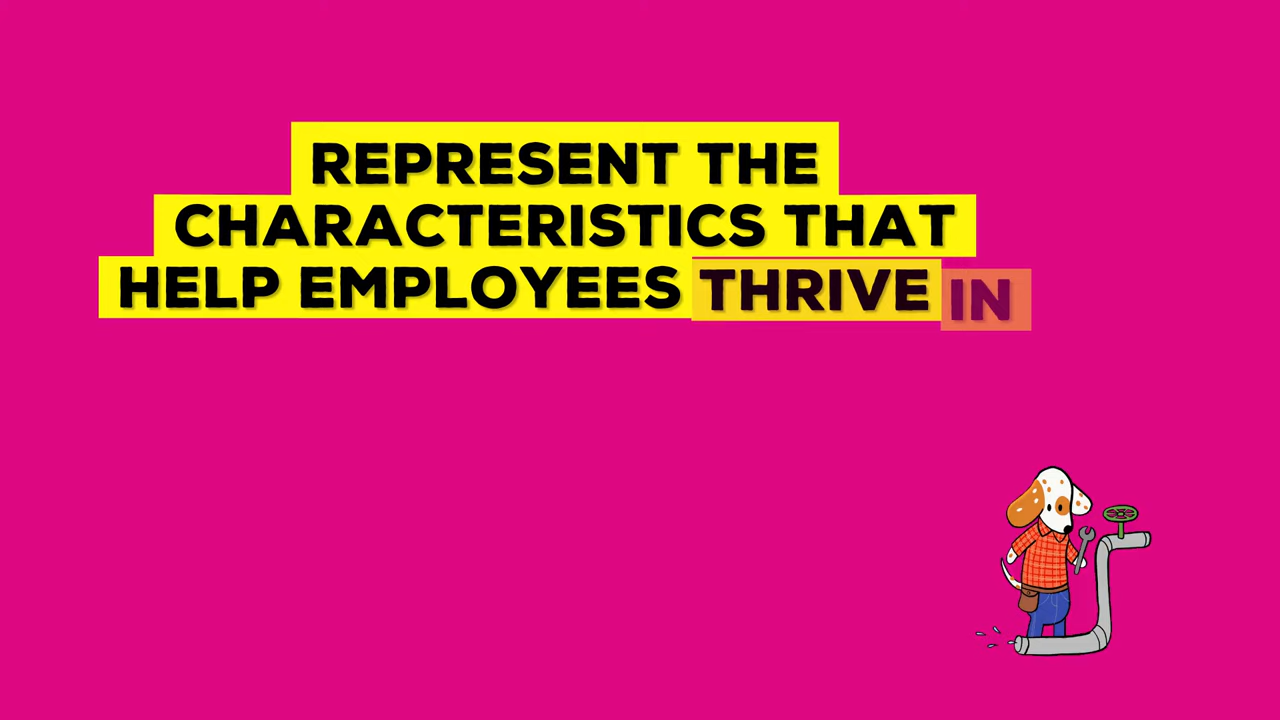 REPRESENT THE
CHARACTERISTICS THAT
HELP EMPLOYEES THRIVE IN